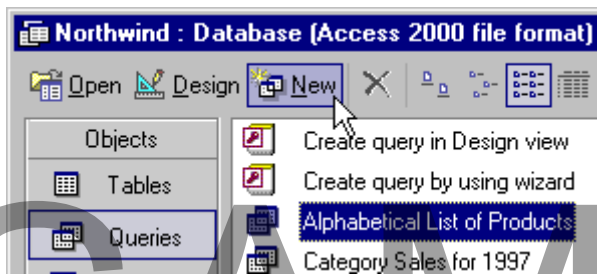 Northwind : Database (Access 2000 file format)
Open Design New
Objects
Tables
Queries
Create query in Design view
Create query by using wizard
Alphabetical List of Products
Category Sales for 1997